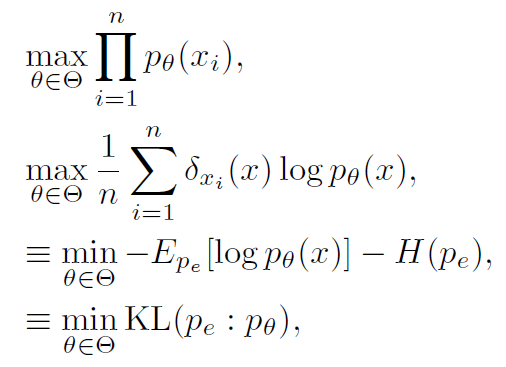 max_{θ∈Θ} ∏_{i=1}^{n} p_θ(x_i),
max_{θ∈Θ} 1/n ∑_{i=1}^{n} δ_{x_i}(x) log p_θ(x),
≡ min_{θ∈Θ} −E_{p_e}[log p_θ(x)] − H(p_e),
≡ min_{θ∈Θ} KL(p_e : p_θ),